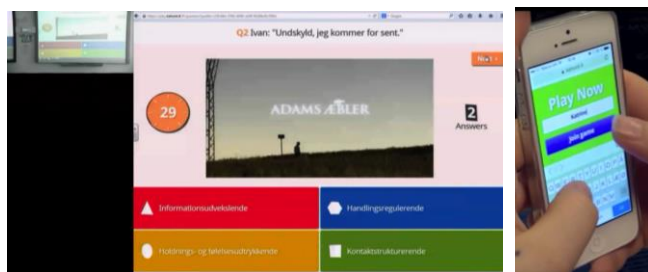 Q2 Ivan: "Undskyld, jeg kommer for sent."
Next
29
ADAMS ÆBLER
2
Answers
Informationsudvekslende
Handlingsregulerende
Holdnings- og følelsesudtrykkende
Kontaktstrukturerende
Play Now
Join game